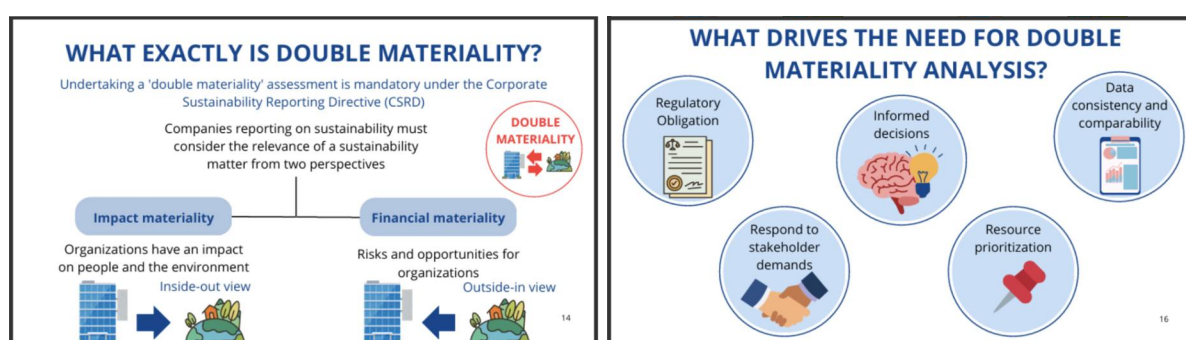 WHAT EXACTLY IS DOUBLE MATERIALITY?
Undertaking a 'double materiality' assessment is mandatory under the Corporate
Sustainability Reporting Directive (CSRD)
Companies reporting on sustainability must
consider the relevance of a sustainability
matter from two perspectives
DOUBLE
MATERIALITY
Impact materiality
Financial materiality
Organizations have an impact
on people and the environment
Inside-out view
Risks and opportunities for
organizations
Outside-in view
14
WHAT DRIVES THE NEED FOR DOUBLE
MATERIALITY ANALYSIS?
Regulatory
Obligation
Informed
decisions
Data
consistency and
comparability
Respond to
stakeholder
demands
Resource
prioritization
16